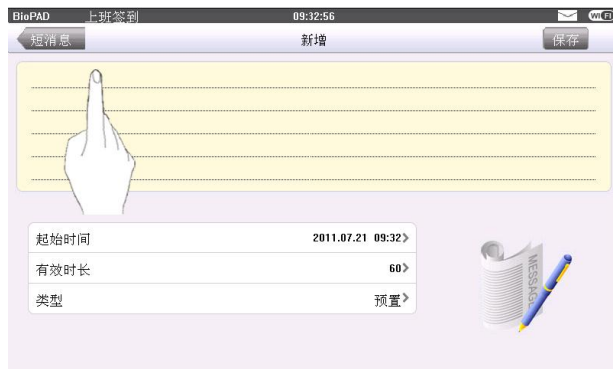 BioPAD 上班签到 09:32:56 WIFI
短消息 新增 保存
起始时间 2011.07.21 09:32>
有效时长 60>
类型 预置>
MESSAGE